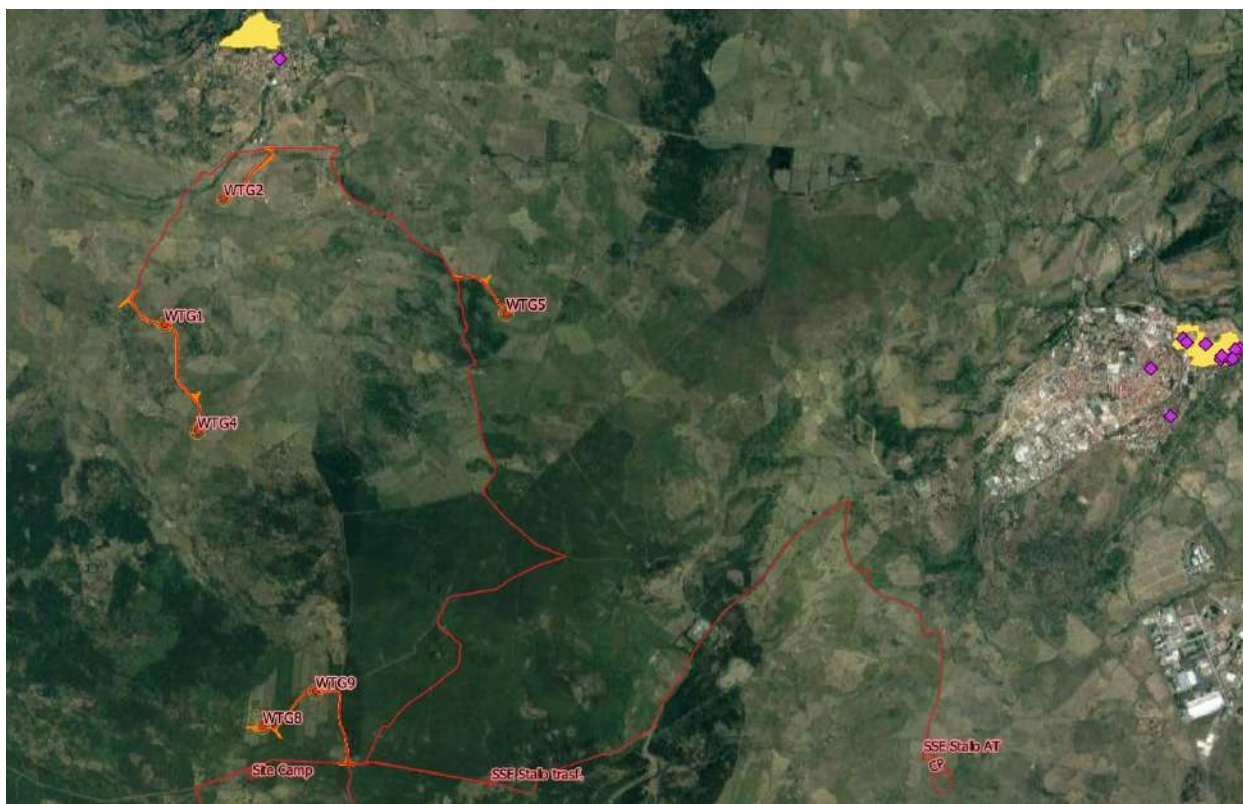 WTG2
WTG5
WTG1
WTG4
WTG9
WTG8
SSE Stallo AT
CP
Site Camp
SSE Stallo trasf.